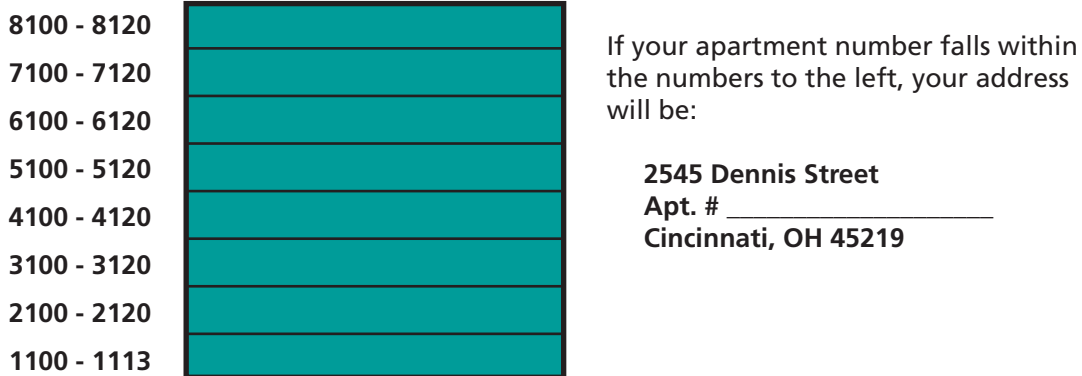 8100 - 8120
7100 - 7120
6100 - 6120
5100 - 5120
4100 - 4120
3100 - 3120
2100 - 2120
1100 - 1113
If your apartment number falls within
the numbers to the left, your address
will be:
2545 Dennis Street
Apt. # ____________________
Cincinnati, OH 45219